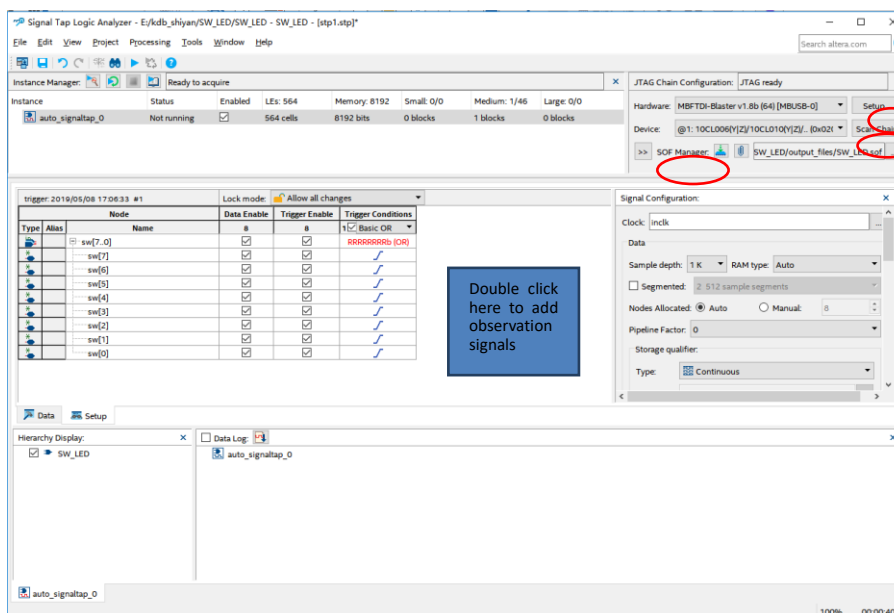 Signal Tap Logic Analyzer - E:/kdb_shiyan/SW_LED/SW_LED - SW_LED - [stp1.stp]*
File Edit View Project Processing Tools Window Help
Search altera.com
Instance Manager: Ready to acquire
JTAG Chain Configuration: JTAG ready
Instance Status Enabled LEs: 564 Memory: 8192 Small: 0/0 Medium: 1/46 Large: 0/0
auto_signaltap_0 Not running 564 cells 8192 bits 0 blocks 1 blocks 0 blocks
Hardware: MBFTDI-Blaster v1.8b (64) [MBUSB-0] Setup
Device: @1: 10CL006(Y|Z)/10CL010(Y|Z)/.. (0x02( Scan Chain
>> SOF Manager: SW_LED/output_files/SW_LED.sof ...
trigger: 2019/05/08 17:06:33 #1 Lock mode: Allow all changes
Node Data Enable Trigger Enable Trigger Conditions
Type Alias Name 8 8 1 Basic OR
sw[7..0] RRRRRRRRb (OR)
sw[7]
sw[6]
sw[5]
sw[4]
sw[3]
sw[2]
sw[1]
sw[0]
Double click
here to add
observation
signals
Signal Configuration:
Clock: inclk ...
Data
Sample depth: 1 K RAM type: Auto
Segmented: 2 512 sample segments
Nodes Allocated: Auto Manual: 8
Pipeline Factor: 0
Storage qualifier:
Type: Continuous
Data Setup
Hierarchy Display:
SW_LED
Data Log:
auto_signaltap_0
auto_signaltap_0
100% 00:00:40